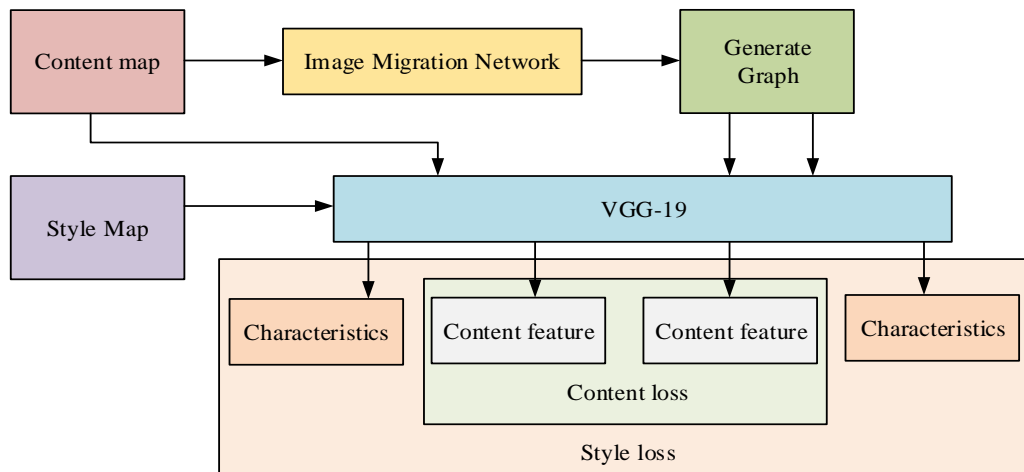 Content map
Image Migration Network
Generate
Graph
Style Map
VGG-19
Characteristics
Content feature
Content feature
Characteristics
Content loss
Style loss